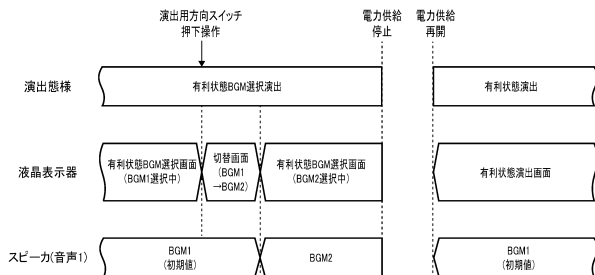 演出用方向スイッチ
押下操作
電力供給
停止
電力供給
再開
演出態様
有利状態BGM選択演出
有利状態演出
液晶表示器
有利状態BGM選択画面
(BGM1選択中)
切替画面
(BGM1
→BGM2)
有利状態BGM選択画面
(BGM2選択中)
有利状態演出画面
スピーカ(音声1)
BGM1
(初期値)
BGM2
BGM1
(初期値)